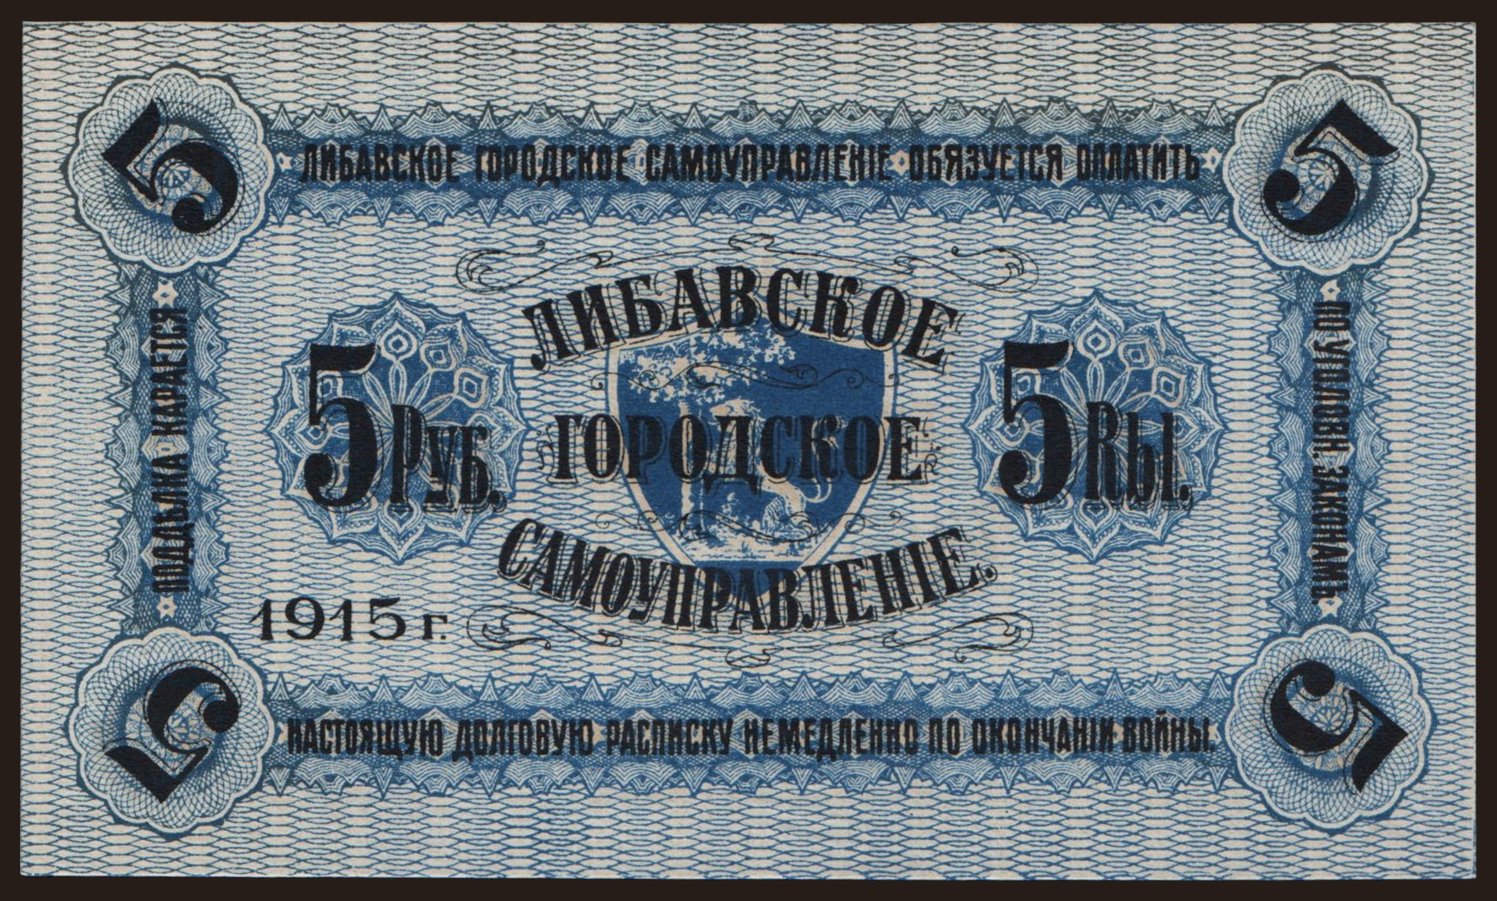 5
5
ЛИБАВСКОЕ ГОРОДСКОЕ САМОУПРАВЛЕНІЕ ОБЯЗУЕТСЯ ОПЛАТИТЬ
ПОДДѢЛКА КАРАЕТСЯ
ПО УГОЛОВН. ЗАКОНАМЪ.
ЛИБАВСКОЕ
ГОРОДСКОЕ
САМОУПРАВЛЕНІЕ.
5 РУБ.
5 Rbl.
1915 г.
НАСТОЯЩУЮ ДОЛГОВУЮ РАСПИСКУ НЕМЕДЛЕННО ПО ОКОНЧАНІИ ВОЙНЫ.
5
5